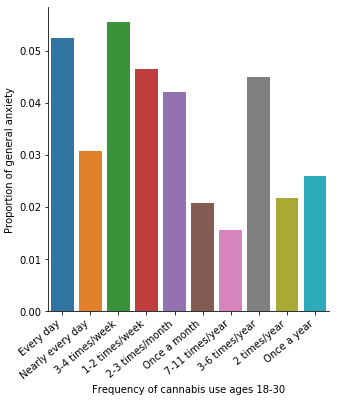 Proportion of general anxiety
0.05
0.04
0.03
0.02
0.01
0.00
Every day
Nearly every day
3-4 times/week
1-2 times/week
2-3 times/month
Once a month
7-11 times/year
3-6 times/year
2 times/year
Once a year
Frequency of cannabis use ages 18-30